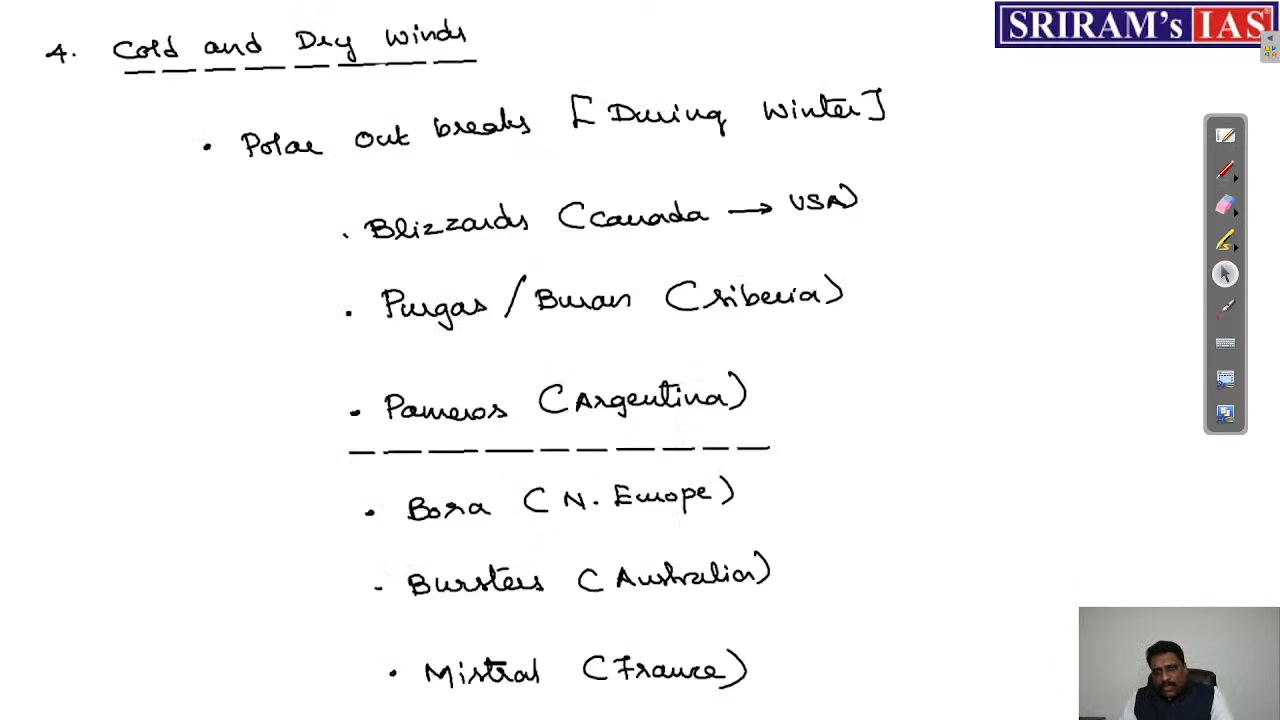 SRIRAM's IAS
4. Cold and Dry Winds
• Polar Out breaks [During Winter]
• Blizzards (Canada → USA)
• Purgas / Buran (Siberia)
• Pameros (Argentina)
• Bora (N. Europe)
- Bursters (Australia)
• Mistral (France)